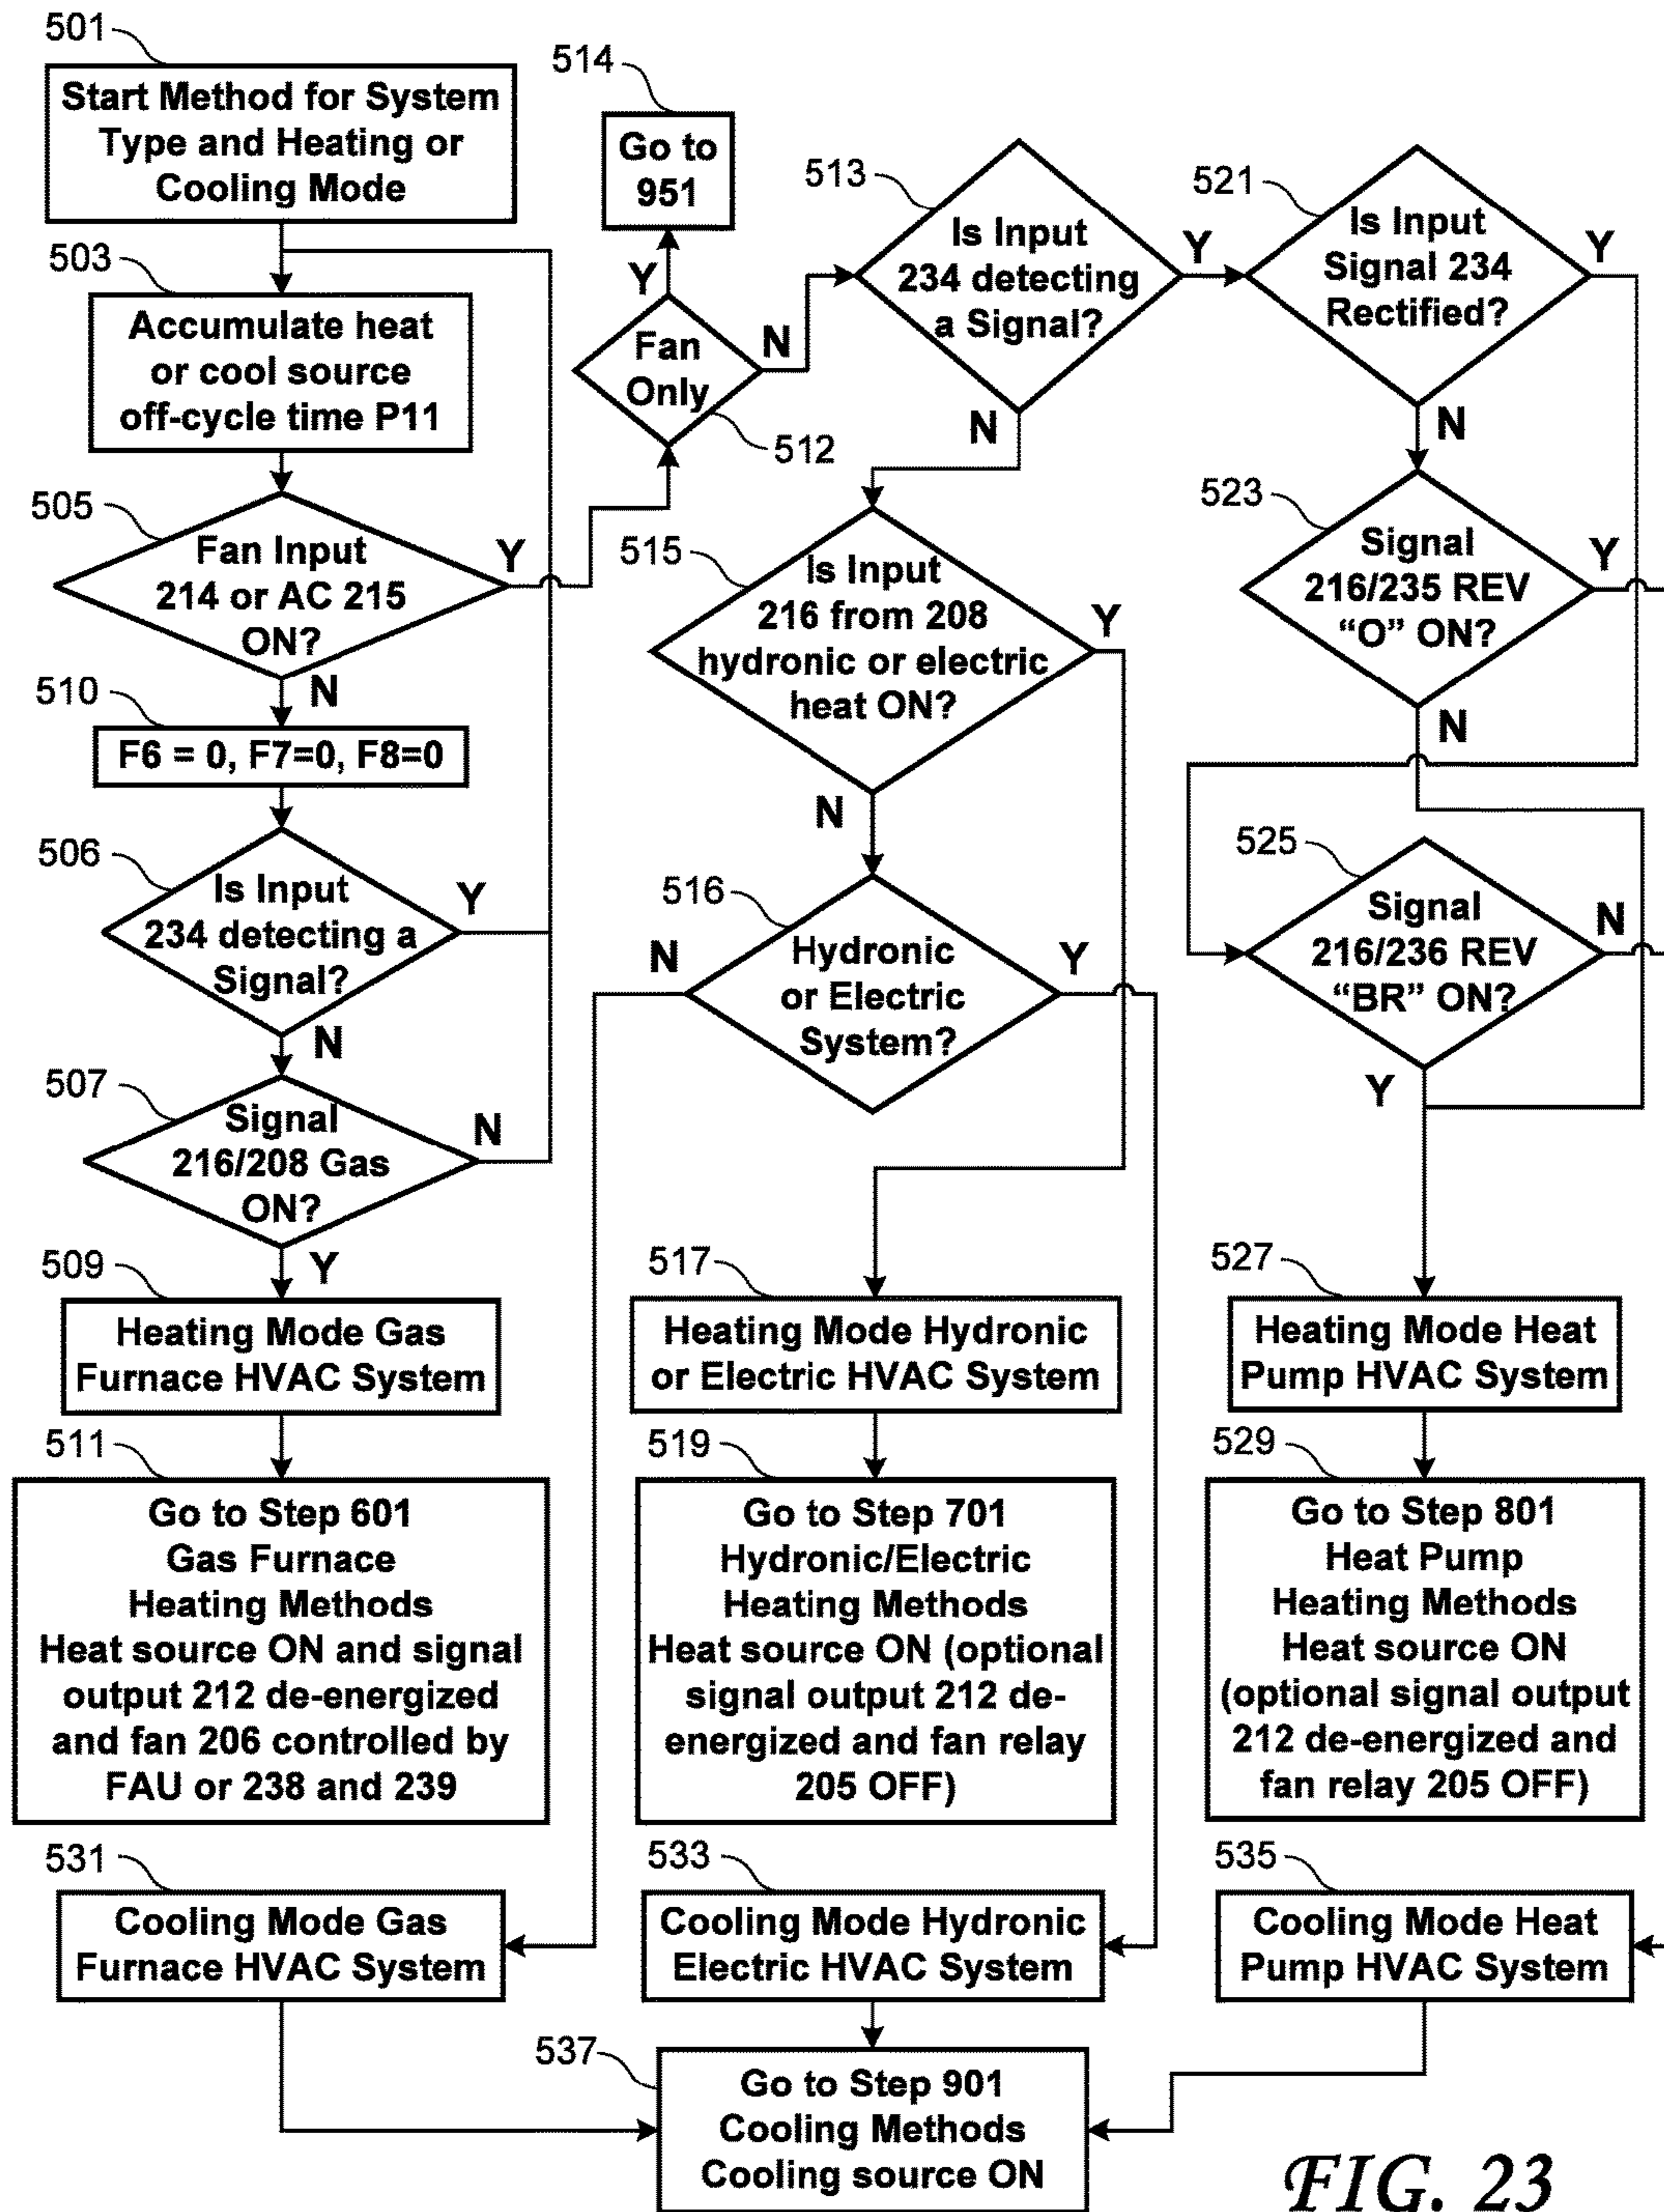 501
Start Method for System
Type and Heating or
Cooling Mode
503
Accumulate heat
or cool source
off-cycle time P11
505
Fan Input
214 or AC 215
ON?
Y
N
510
F6 = 0, F7=0, F8=0
506
Is Input
234 detecting a
Signal?
Y
N
507
Signal
216/208 Gas
ON?
N
Y
509
Heating Mode Gas
Furnace HVAC System
511
Go to Step 601
Gas Furnace
Heating Methods
Heat source ON and signal
output 212 de-energized
and fan 206 controlled by
FAU or 238 and 239
531
Cooling Mode Gas
Furnace HVAC System
514
Go to
951
Y
Fan
Only
N
512
513
Is Input
234 detecting
a Signal?
Y
N
515
Is Input
216 from 208
hydronic or electric
heat ON?
Y
N
516
Hydronic
or Electric
System?
N
Y
517
Heating Mode Hydronic
or Electric HVAC System
519
Go to Step 701
Hydronic/Electric
Heating Methods
Heat source ON (optional
signal output 212 de-
energized and fan relay
205 OFF)
533
Cooling Mode Hydronic
Electric HVAC System
537
Go to Step 901
Cooling Methods
Cooling source ON
521
Is Input
Signal 234
Rectified?
Y
N
523
Signal
216/235 REV
“O” ON?
Y
N
525
Signal
216/236 REV
“BR” ON?
N
Y
527
Heating Mode Heat
Pump HVAC System
529
Go to Step 801
Heat Pump
Heating Methods
Heat source ON
(optional signal output
212 de-energized and
fan relay 205 OFF)
535
Cooling Mode Heat
Pump HVAC System
FIG. 23